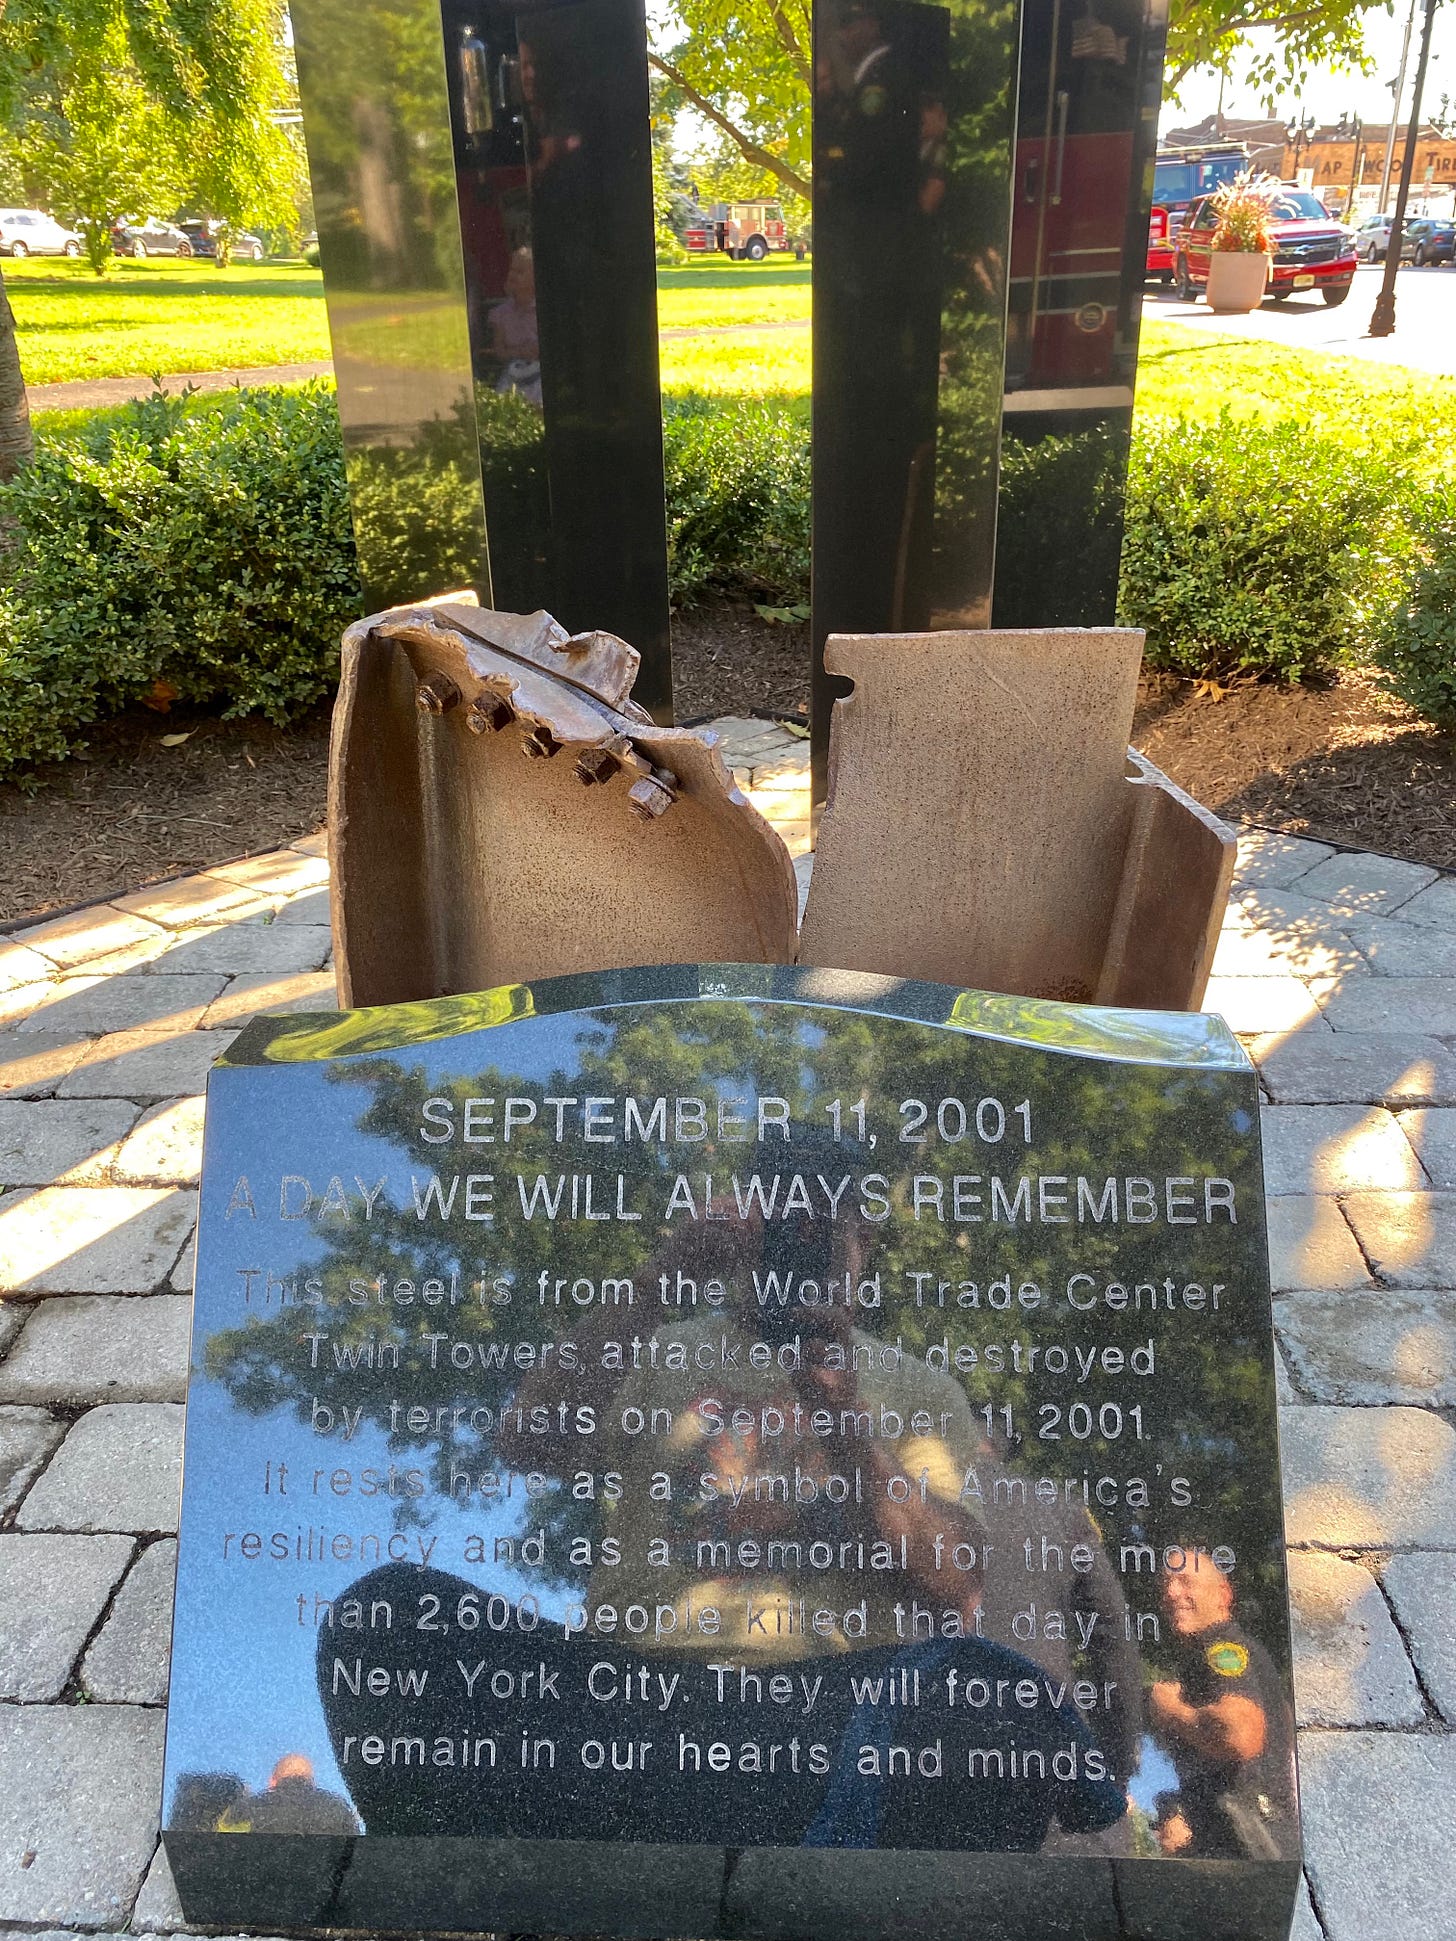 SEPTEMBER 11, 2001
A DAY WE WILL ALWAYS REMEMBER
This steel is from the World Trade Center
Twin Towers, attacked and destroyed
by terrorists on September 11, 2001.
It rests here as a symbol of America's
resiliency and as a memorial for the more
than 2,600 people killed that day in
New York City. They will forever
remain in our hearts and minds.